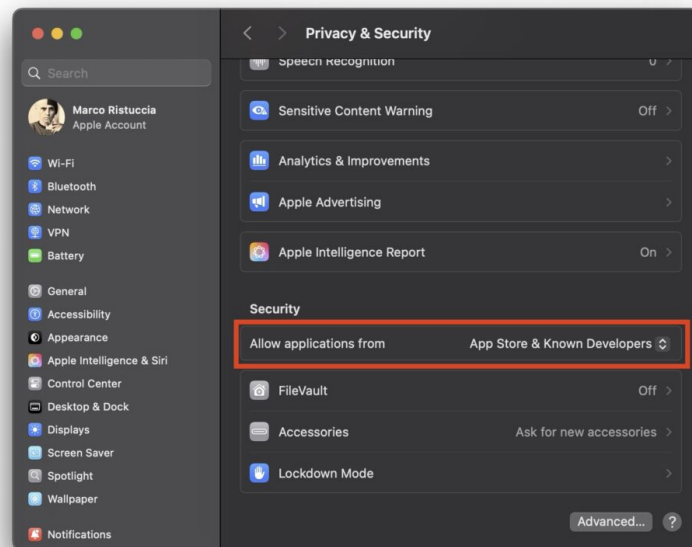 Privacy & Security
Search
Marco Ristuccia
Apple Account
Wi-Fi
Bluetooth
Network
VPN
Battery
General
Accessibility
Appearance
Apple Intelligence & Siri
Control Center
Desktop & Dock
Displays
Screen Saver
Spotlight
Wallpaper
Notifications
Speech Recognition 0
Sensitive Content Warning Off
Analytics & Improvements
Apple Advertising
Apple Intelligence Report On
Security
Allow applications from App Store & Known Developers
FileVault Off
Accessories Ask for new accessories
Lockdown Mode
Advanced... ?